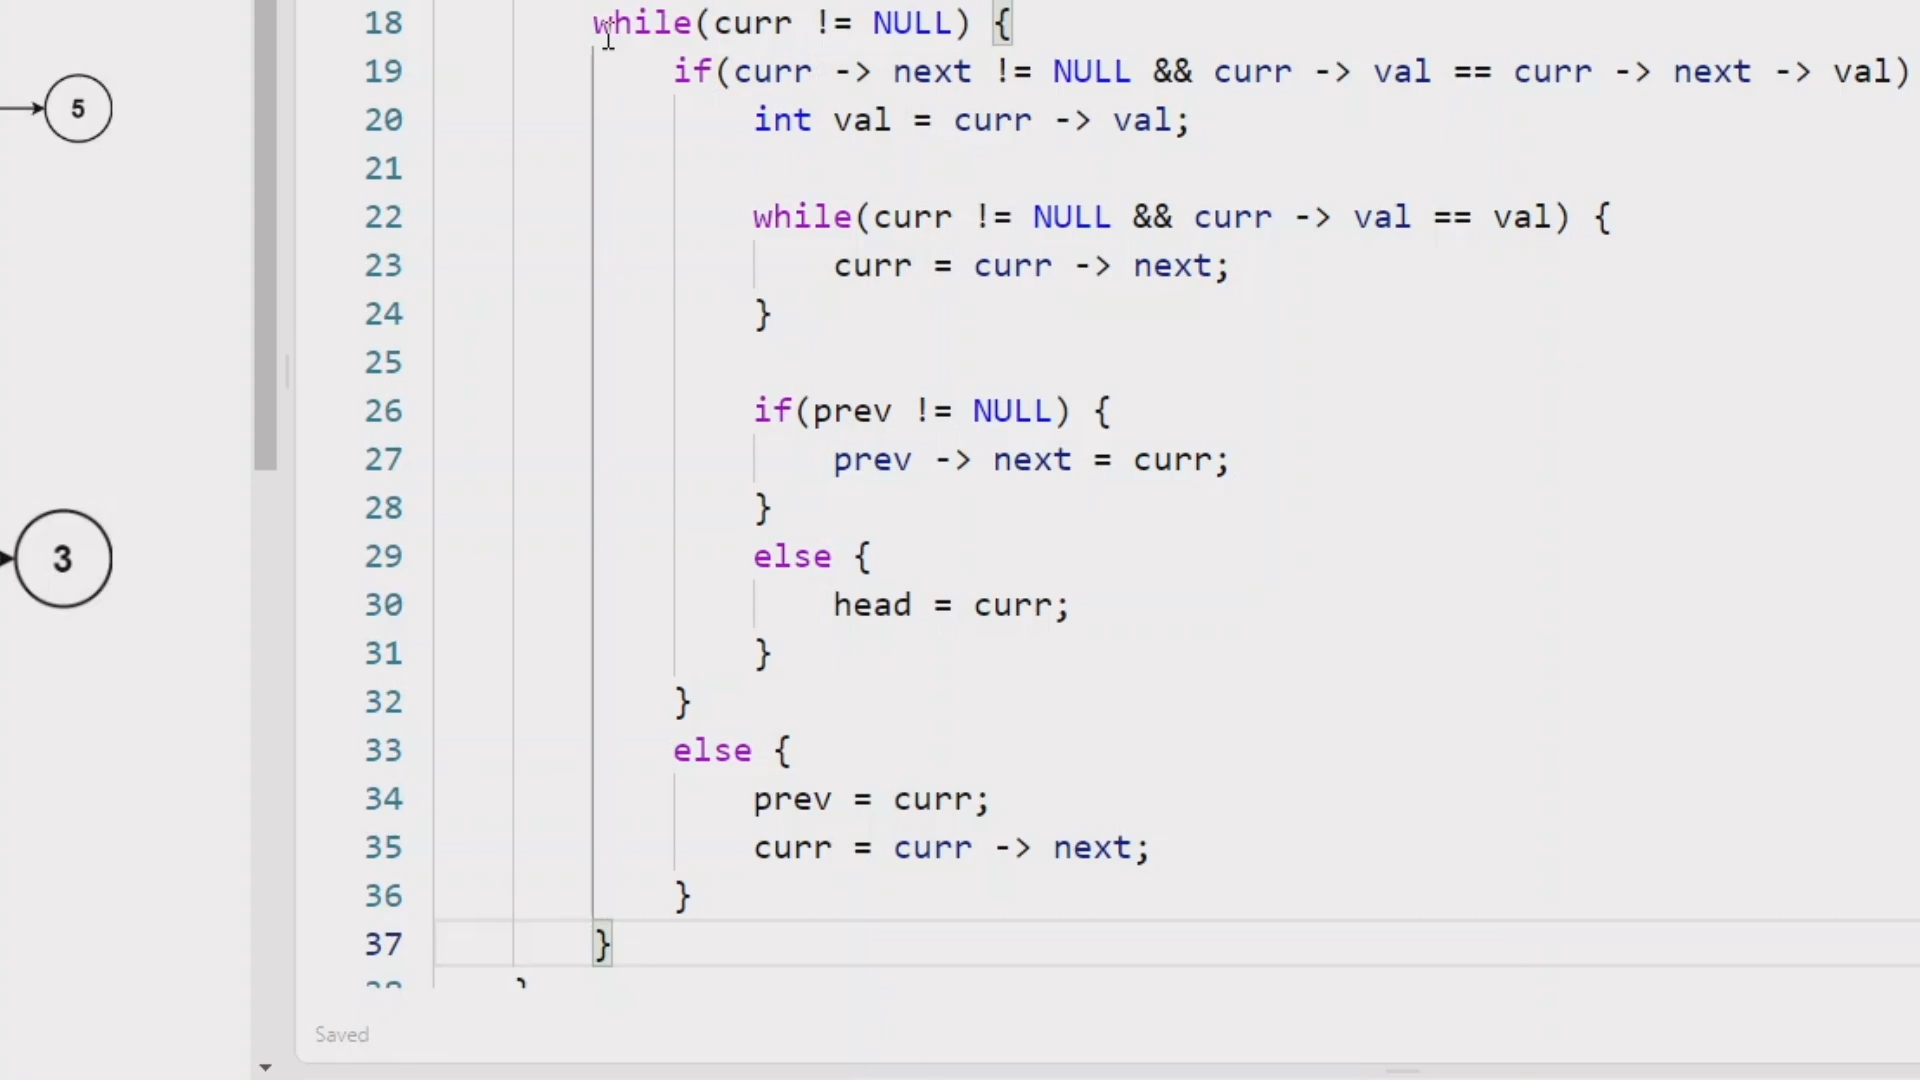 18 while(curr != NULL) {
19 if(curr -> next != NULL && curr -> val == curr -> next -> val)
5
20 int val = curr -> val;
21
22 while(curr != NULL && curr -> val == val) {
23 curr = curr -> next;
24 }
25
26 if(prev != NULL) {
27 prev -> next = curr;
28 }
29 else {
3
30 head = curr;
31 }
32 }
33 else {
34 prev = curr;
35 curr = curr -> next;
36 }
37 }
Saved